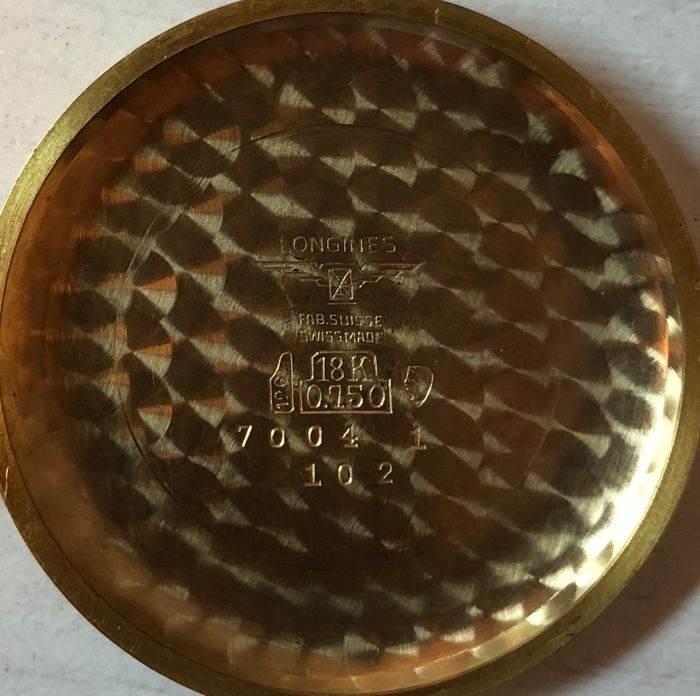 LONGINES
FAB.SUISSE
SWISS MADE
18K
0.750
7004 1
102